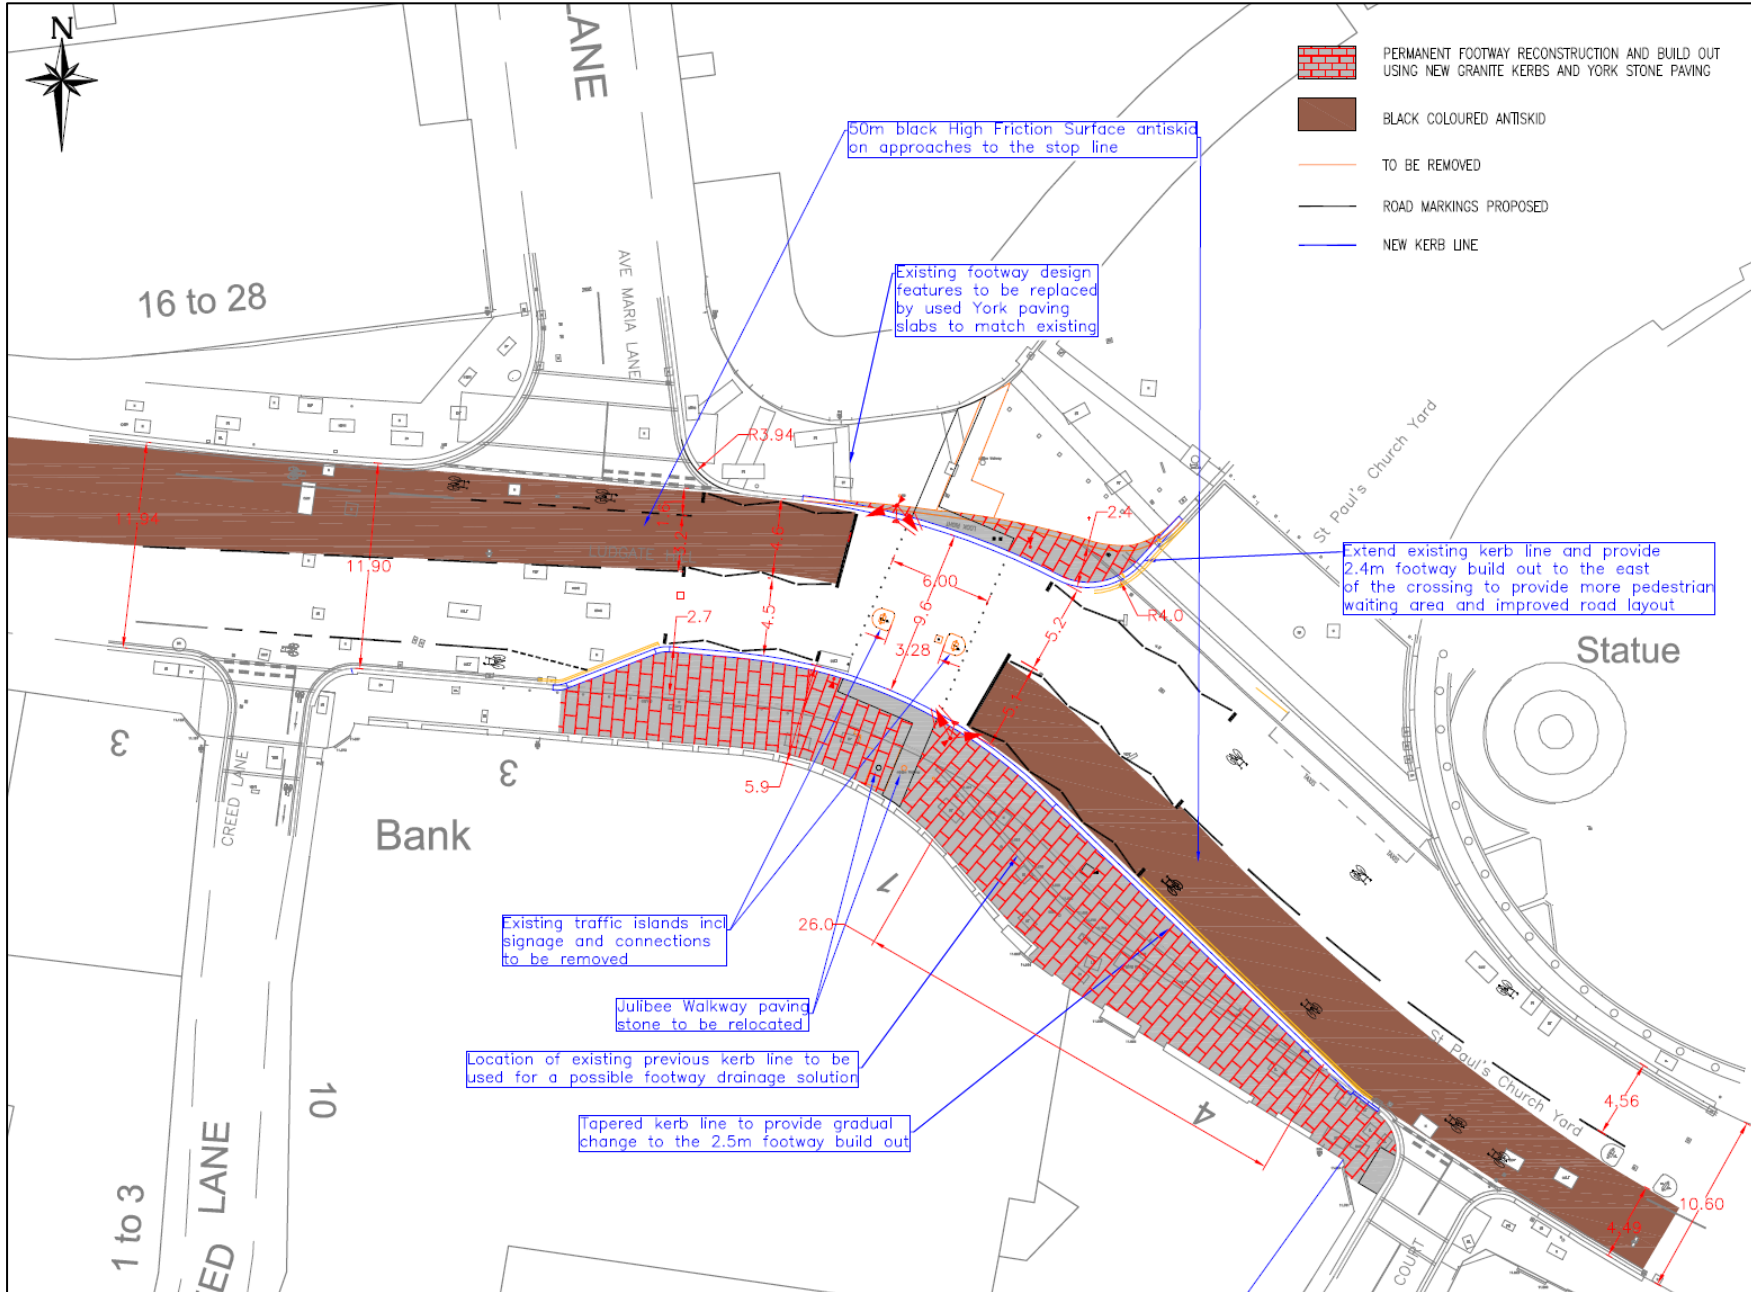 N
LANE
PERMANENT FOOTWAY RECONSTRUCTION AND BUILD OUT
USING NEW GRANITE KERBS AND YORK STONE PAVING
BLACK COLOURED ANTISKID
TO BE REMOVED
ROAD MARKINGS PROPOSED
NEW KERB LINE
50m black High Friction Surface antiskid
on approaches to the stop line
16 to 28
AVE MARIA LANE
Existing footway design
features to be replaced
by used York paving
slabs to match existing
St Paul's Church Yard
R3.94
11.94
11.90
LUDGATE HILL
4.5
2.7
6.00
9.6
3.28
5.2
2.4
R4.0
5.9
Extend existing kerb line and provide
2.4m footway build out to the east
of the crossing to provide more pedestrian
waiting area and improved road layout
Statue
3
3
CREED LANE
Bank
1
26.0
Existing traffic islands incl
signage and connections
to be removed
Julibee Walkway paving
stone to be relocated
Location of existing previous kerb line to be
used for a possible footway drainage solution
Tapered kerb line to provide gradual
change to the 2.5m footway build out
4
10
1 to 3
ED LANE
St Paul's Church Yard
4.56
10.60
4.49
COURT